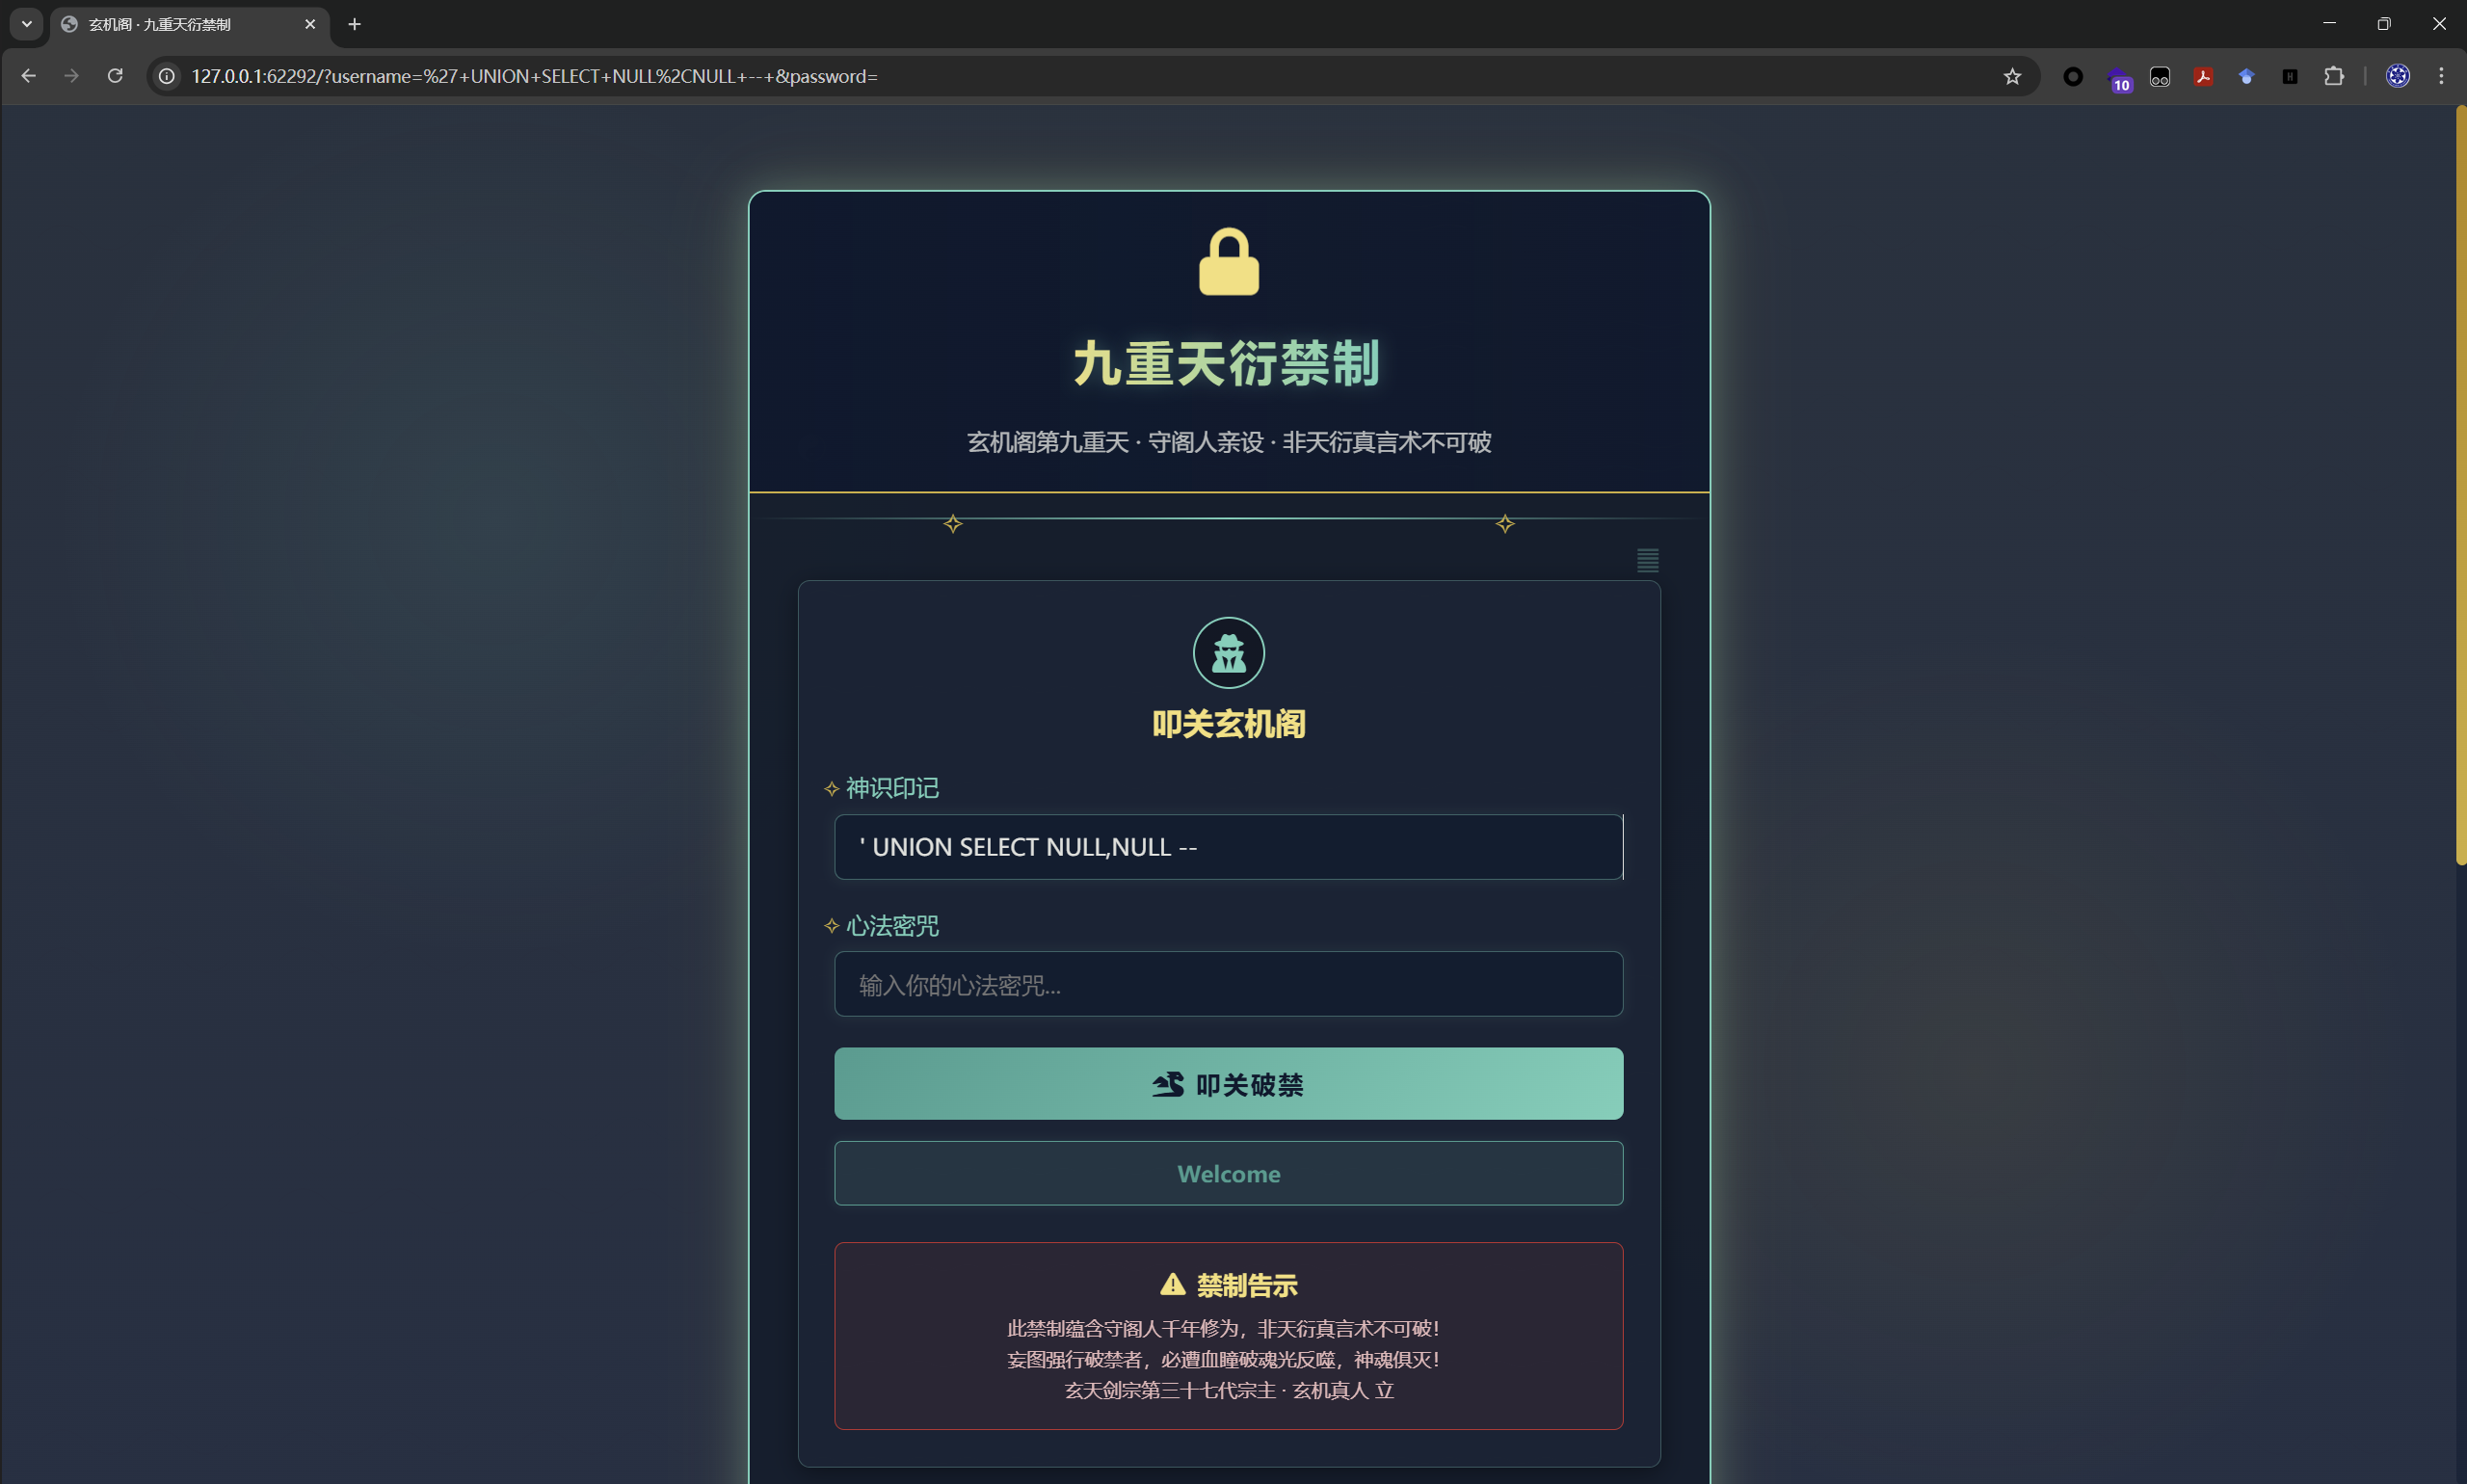 玄机阁 · 九重天衍禁制
127.0.0.1:62292/?username=%27+UNION+SELECT+NULL%2CNULL+--+&password=
10
九重天衍禁制
玄机阁第九重天 · 守阁人亲设 · 非天衍真言术不可破
叩关玄机阁
神识印记
' UNION SELECT NULL,NULL --
心法密咒
输入你的心法密咒...
叩关破禁
Welcome
禁制告示
此禁制蕴含守阁人千年修为，非天衍真言术不可破！
妄图强行破禁者，必遭血瞳破魂光反噬，神魂俱灭！
玄天剑宗第三十七代宗主 · 玄机真人 立